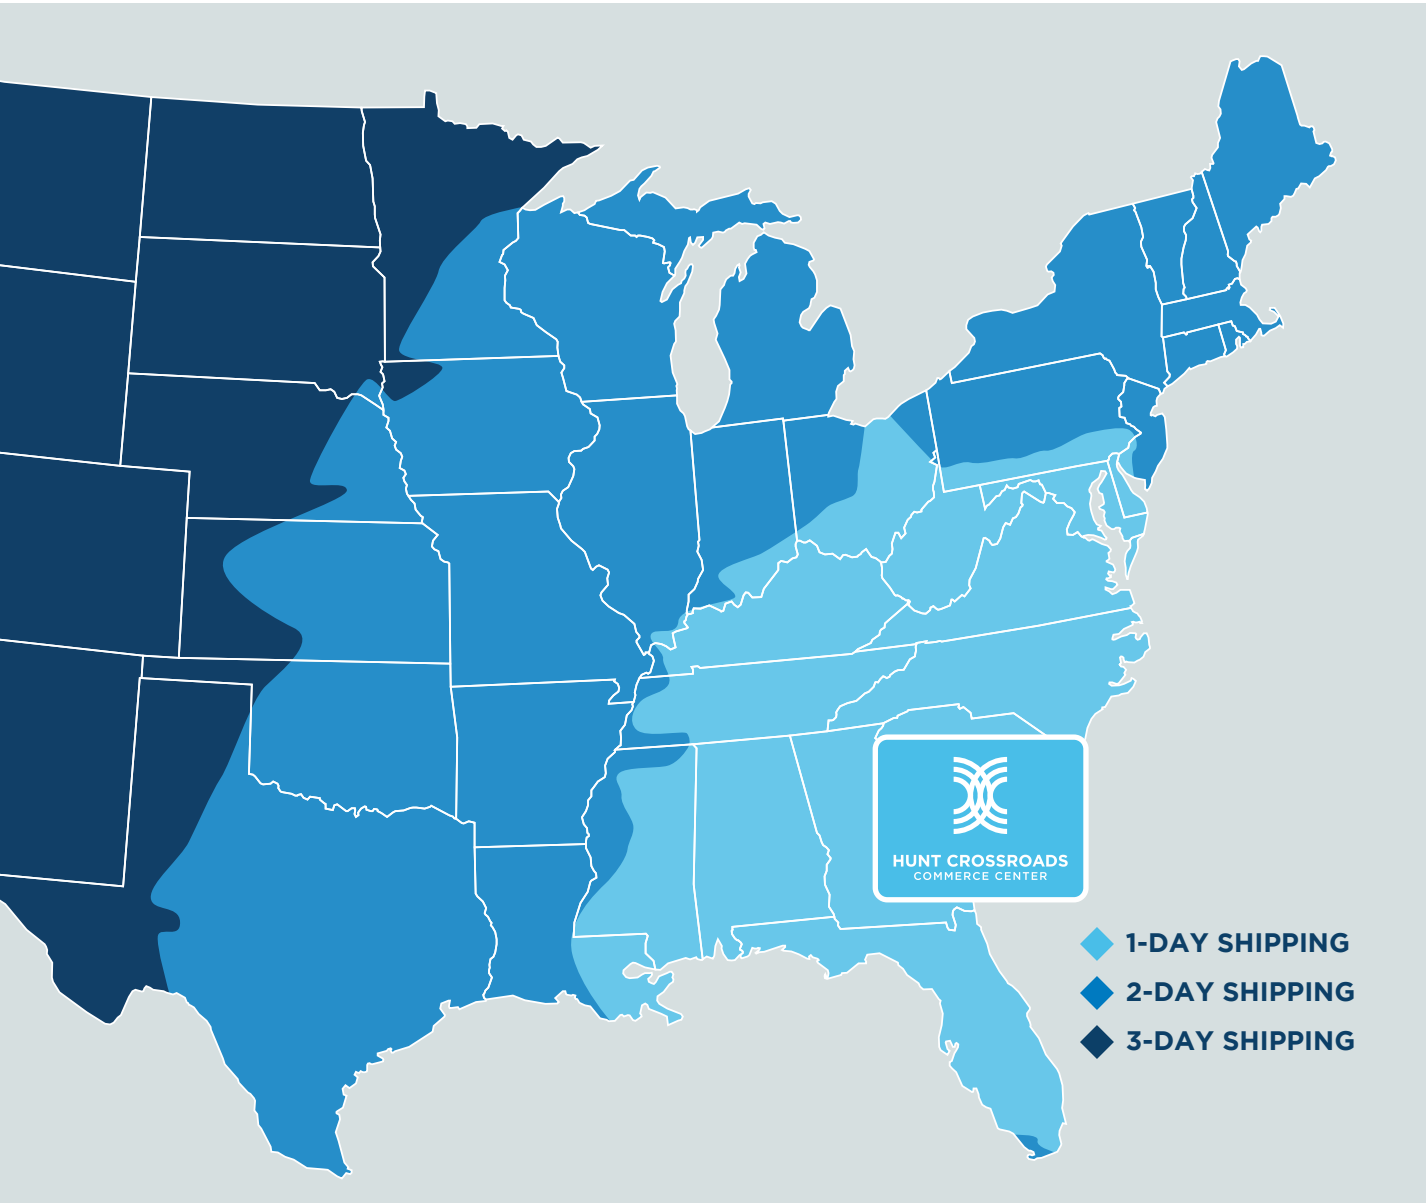 HUNT CROSSROADS
COMMERCE CENTER
1-DAY SHIPPING
2-DAY SHIPPING
3-DAY SHIPPING